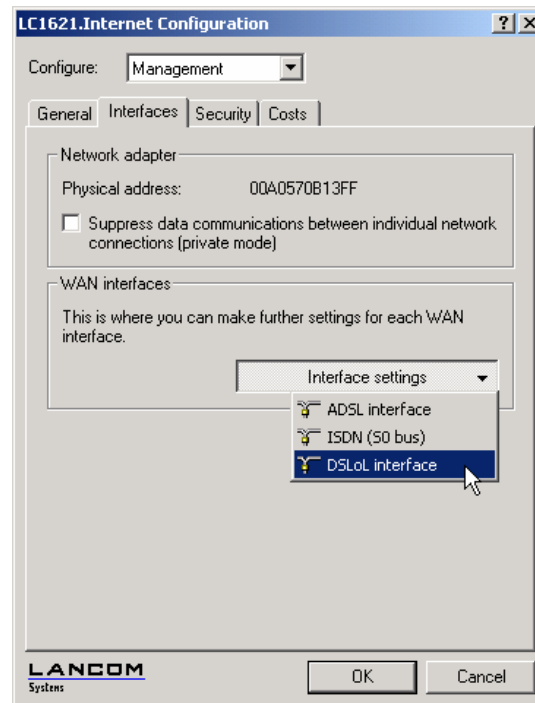 LC1621.Internet Configuration
Configure: Management
General Interfaces Security Costs
Network adapter
Physical address: 00A0570B13FF
Suppress data communications between individual network
connections (private mode)
WAN interfaces
This is where you can make further settings for each WAN
interface.
Interface settings
ADSL interface
ISDN (S0 bus)
DSLoL interface
LANCOM
Systems
OK Cancel